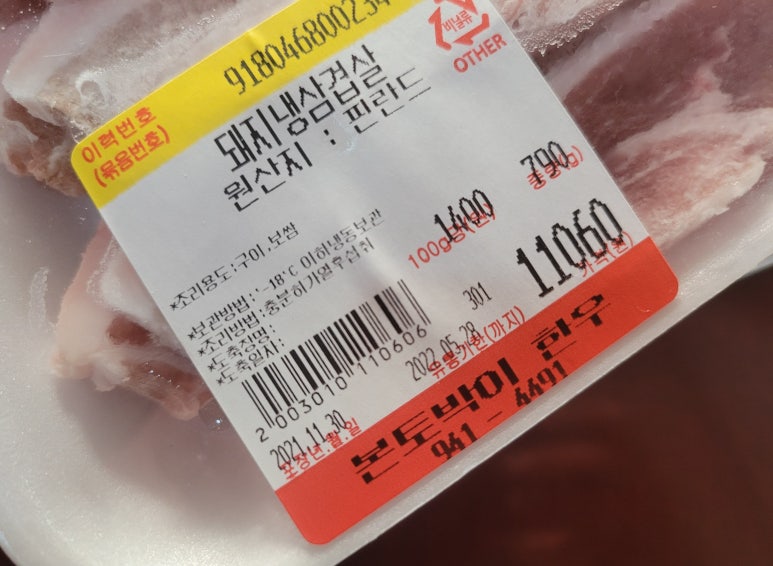 이력번호
(묶음번호)
918046800234
비닐류
OTHER
돼지냉삼겹살
원산지 : 핀란드
*조리용도:구이,보쌈
*보관방법:-18℃ 이하냉동보관
*조리방법:충분히가열후섭취
*도축장명:
*도축일시:
1400
100g당(원)
790
중량(g)
11060
가격(원)
301
2 003010 110606
2022.05.28
유통기한(까지)
2021.11.30
포장년.월.일
본도박이 한우
941 - 4491